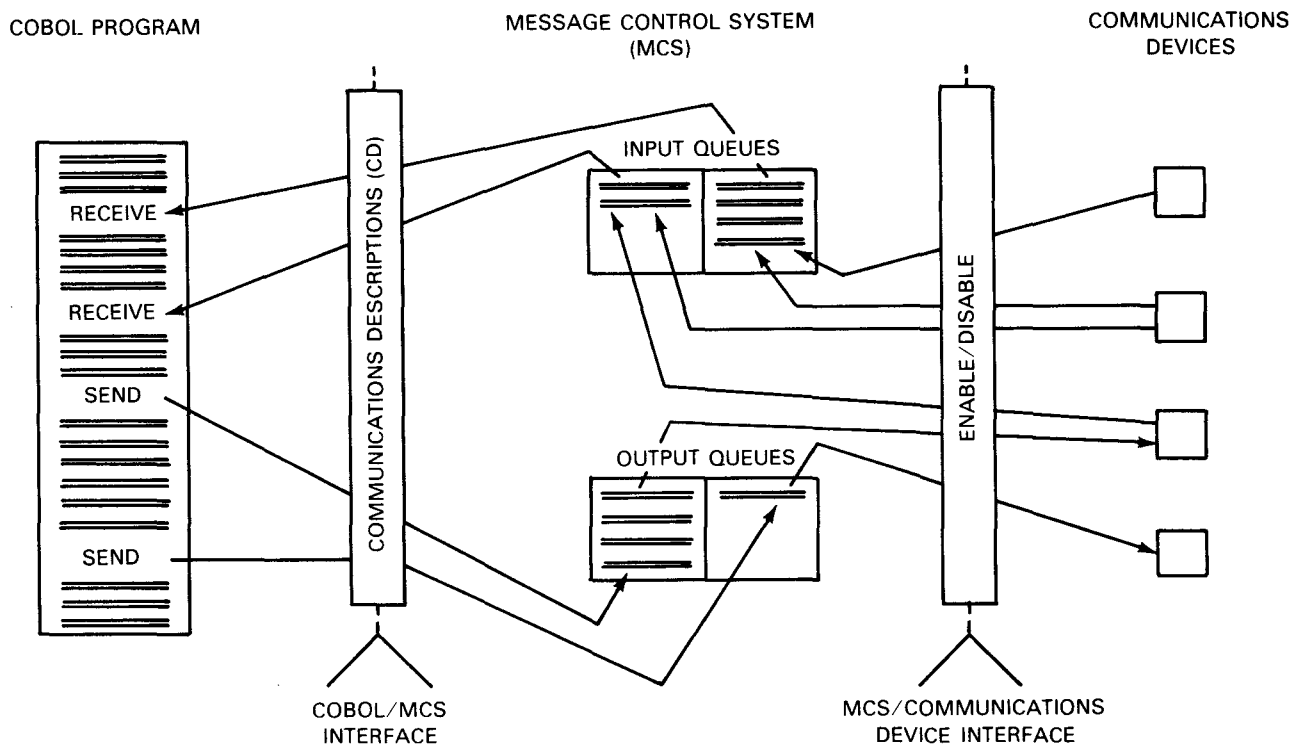 COBOL PROGRAM
MESSAGE CONTROL SYSTEM
(MCS)
COMMUNICATIONS
DEVICES
RECEIVE
RECEIVE
SEND
SEND
COMMUNICATIONS DESCRIPTIONS (CD)
INPUT QUEUES
OUTPUT QUEUES
ENABLE/DISABLE
COBOL/MCS
INTERFACE
MCS/COMMUNICATIONS
DEVICE INTERFACE